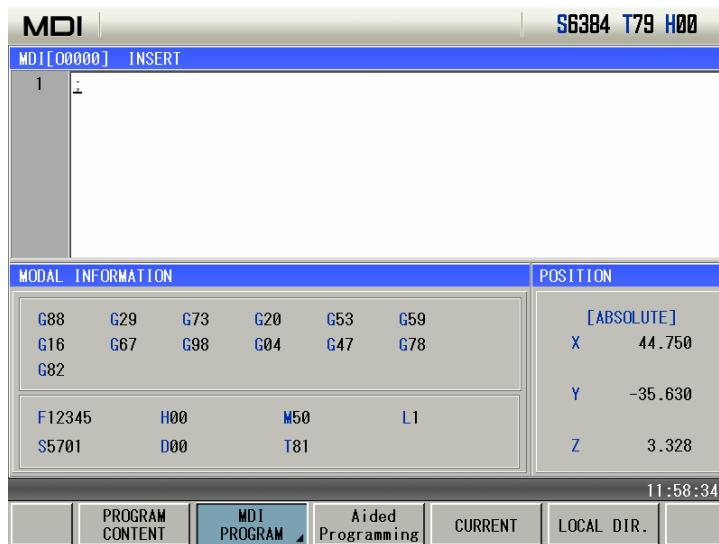 MDI S6384 T79 H00
MDI[O0000] INSERT
1 ;
MODAL INFORMATION
G88 G29 G73 G20 G53 G59
G16 G67 G98 G04 G47 G78
G82
F12345 H00 M50 L1
S5701 D00 T81
POSITION
[ABSOLUTE]
X 44.750
Y -35.630
Z 3.328
11:58:34
PROGRAM CONTENT
MDI PROGRAM
Aided Programming
CURRENT
LOCAL DIR.